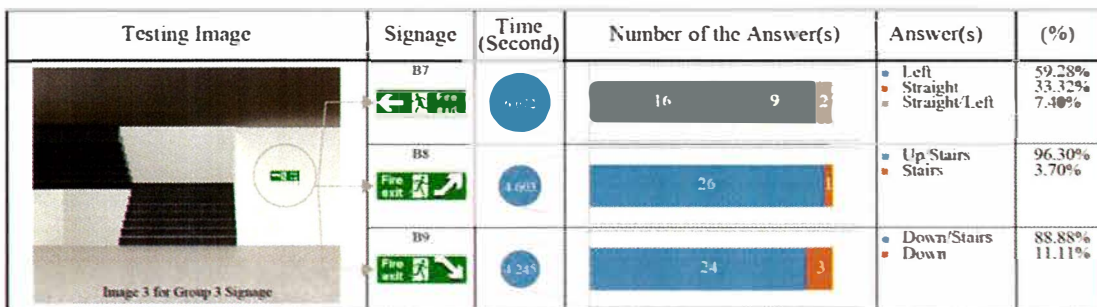 Testing Image
Signage
Time
(Second)
Number of the Answer(s)
Answer(s)
(%)
B7
16
9
2
Left
Straight
Straight/Left
59.28%
33.32%
7.40%
B8
Fire
exit
4.603
26
1
Up/Stairs
Stairs
96.30%
3.70%
B9
Fire
exit
4.245
24
3
Down/Stairs
Down
88.88%
11.11%
Image 3 for Group 3 Signage